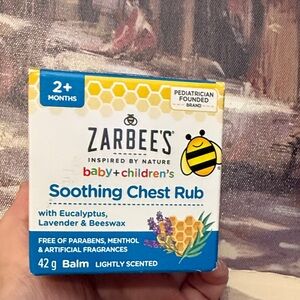 2+
MONTHS
PEDIATRICIAN
FOUNDED
BRAND
ZARBEE'S
INSPIRED BY NATURE
baby+children's
Soothing Chest Rub
with Eucalyptus,
Lavender & Beeswax
FREE OF PARABENS, MENTHOL
& ARTIFICIAL FRAGRANCES
42 g Balm LIGHTLY SCENTED